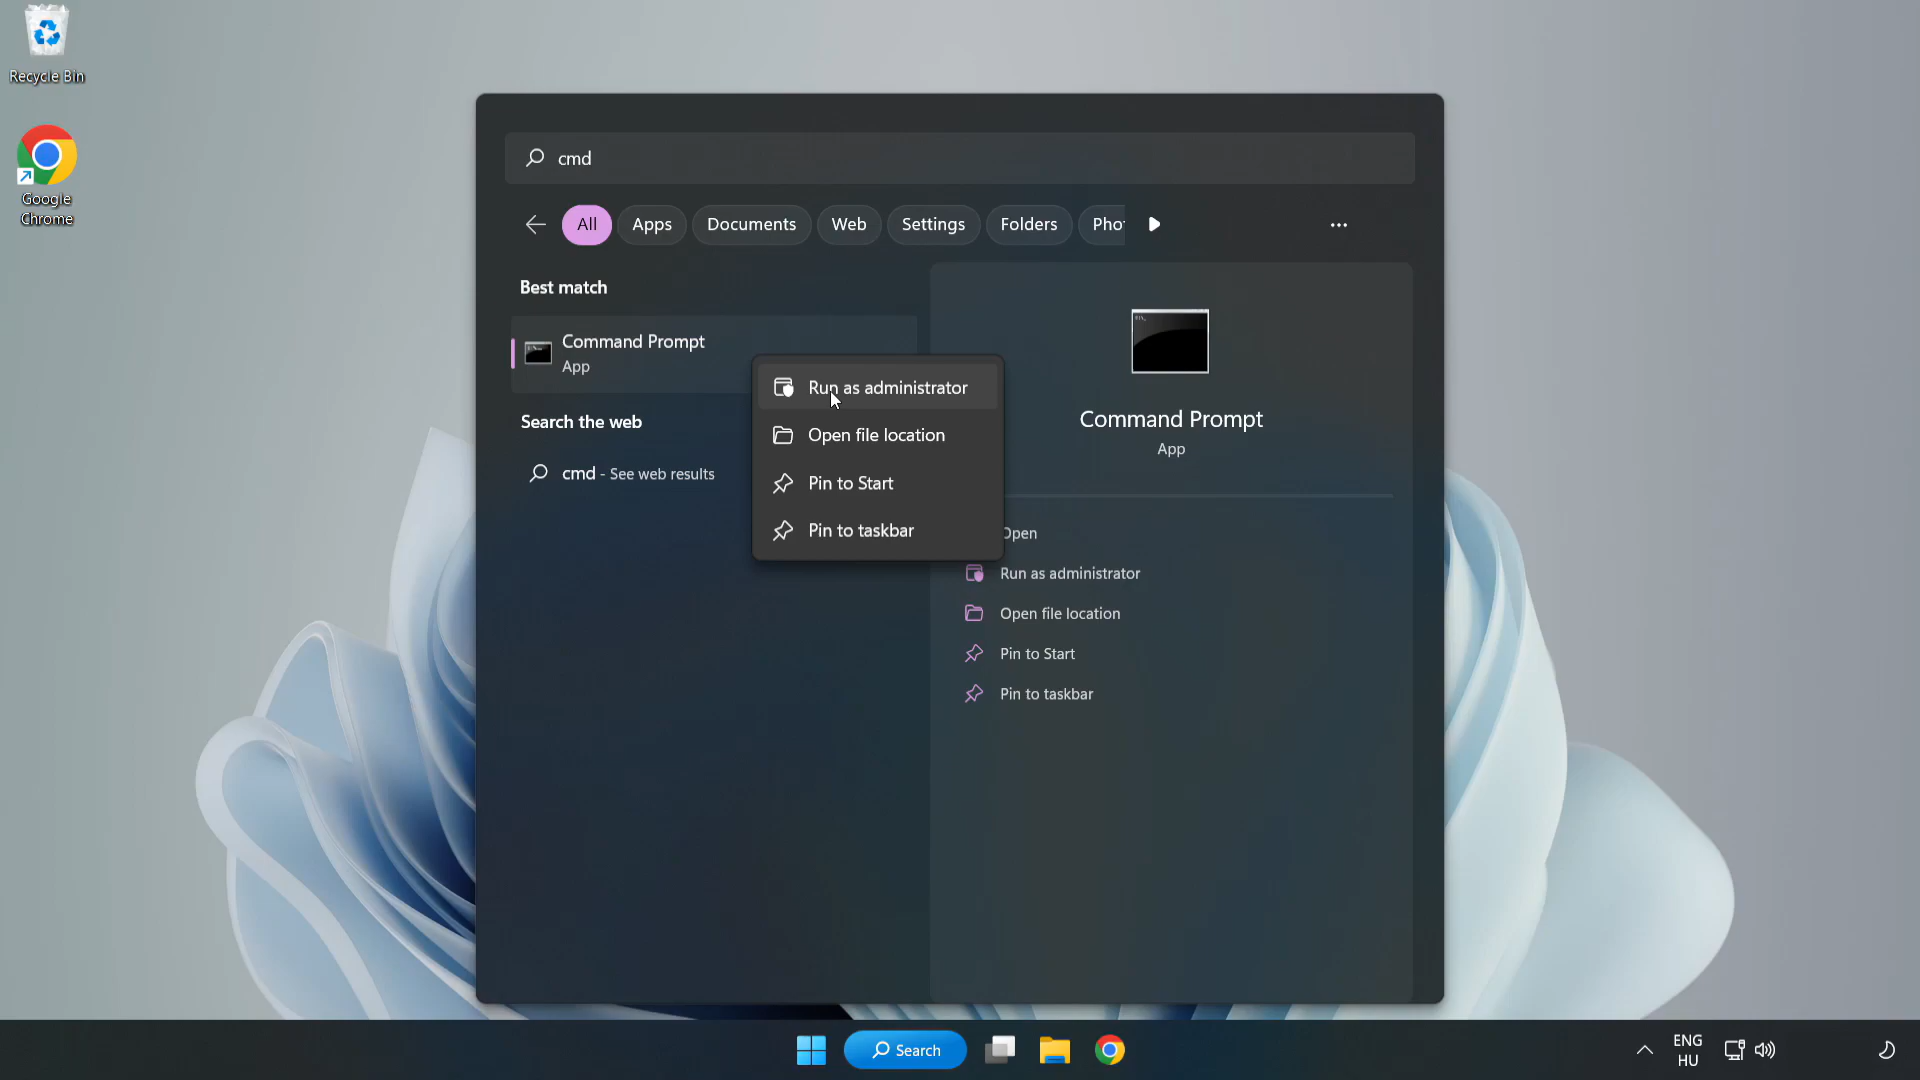 Recycle Bin
Google
Chrome
cmd
All
Apps
Documents
Web
Settings
Folders
Pho
Best match
Command Prompt
App
Search the web
cmd - See web results
Run as administrator
Open file location
Pin to Start
Pin to taskbar
Command Prompt
App
Open
Run as administrator
Open file location
Pin to Start
Pin to taskbar
Search
ENG
HU